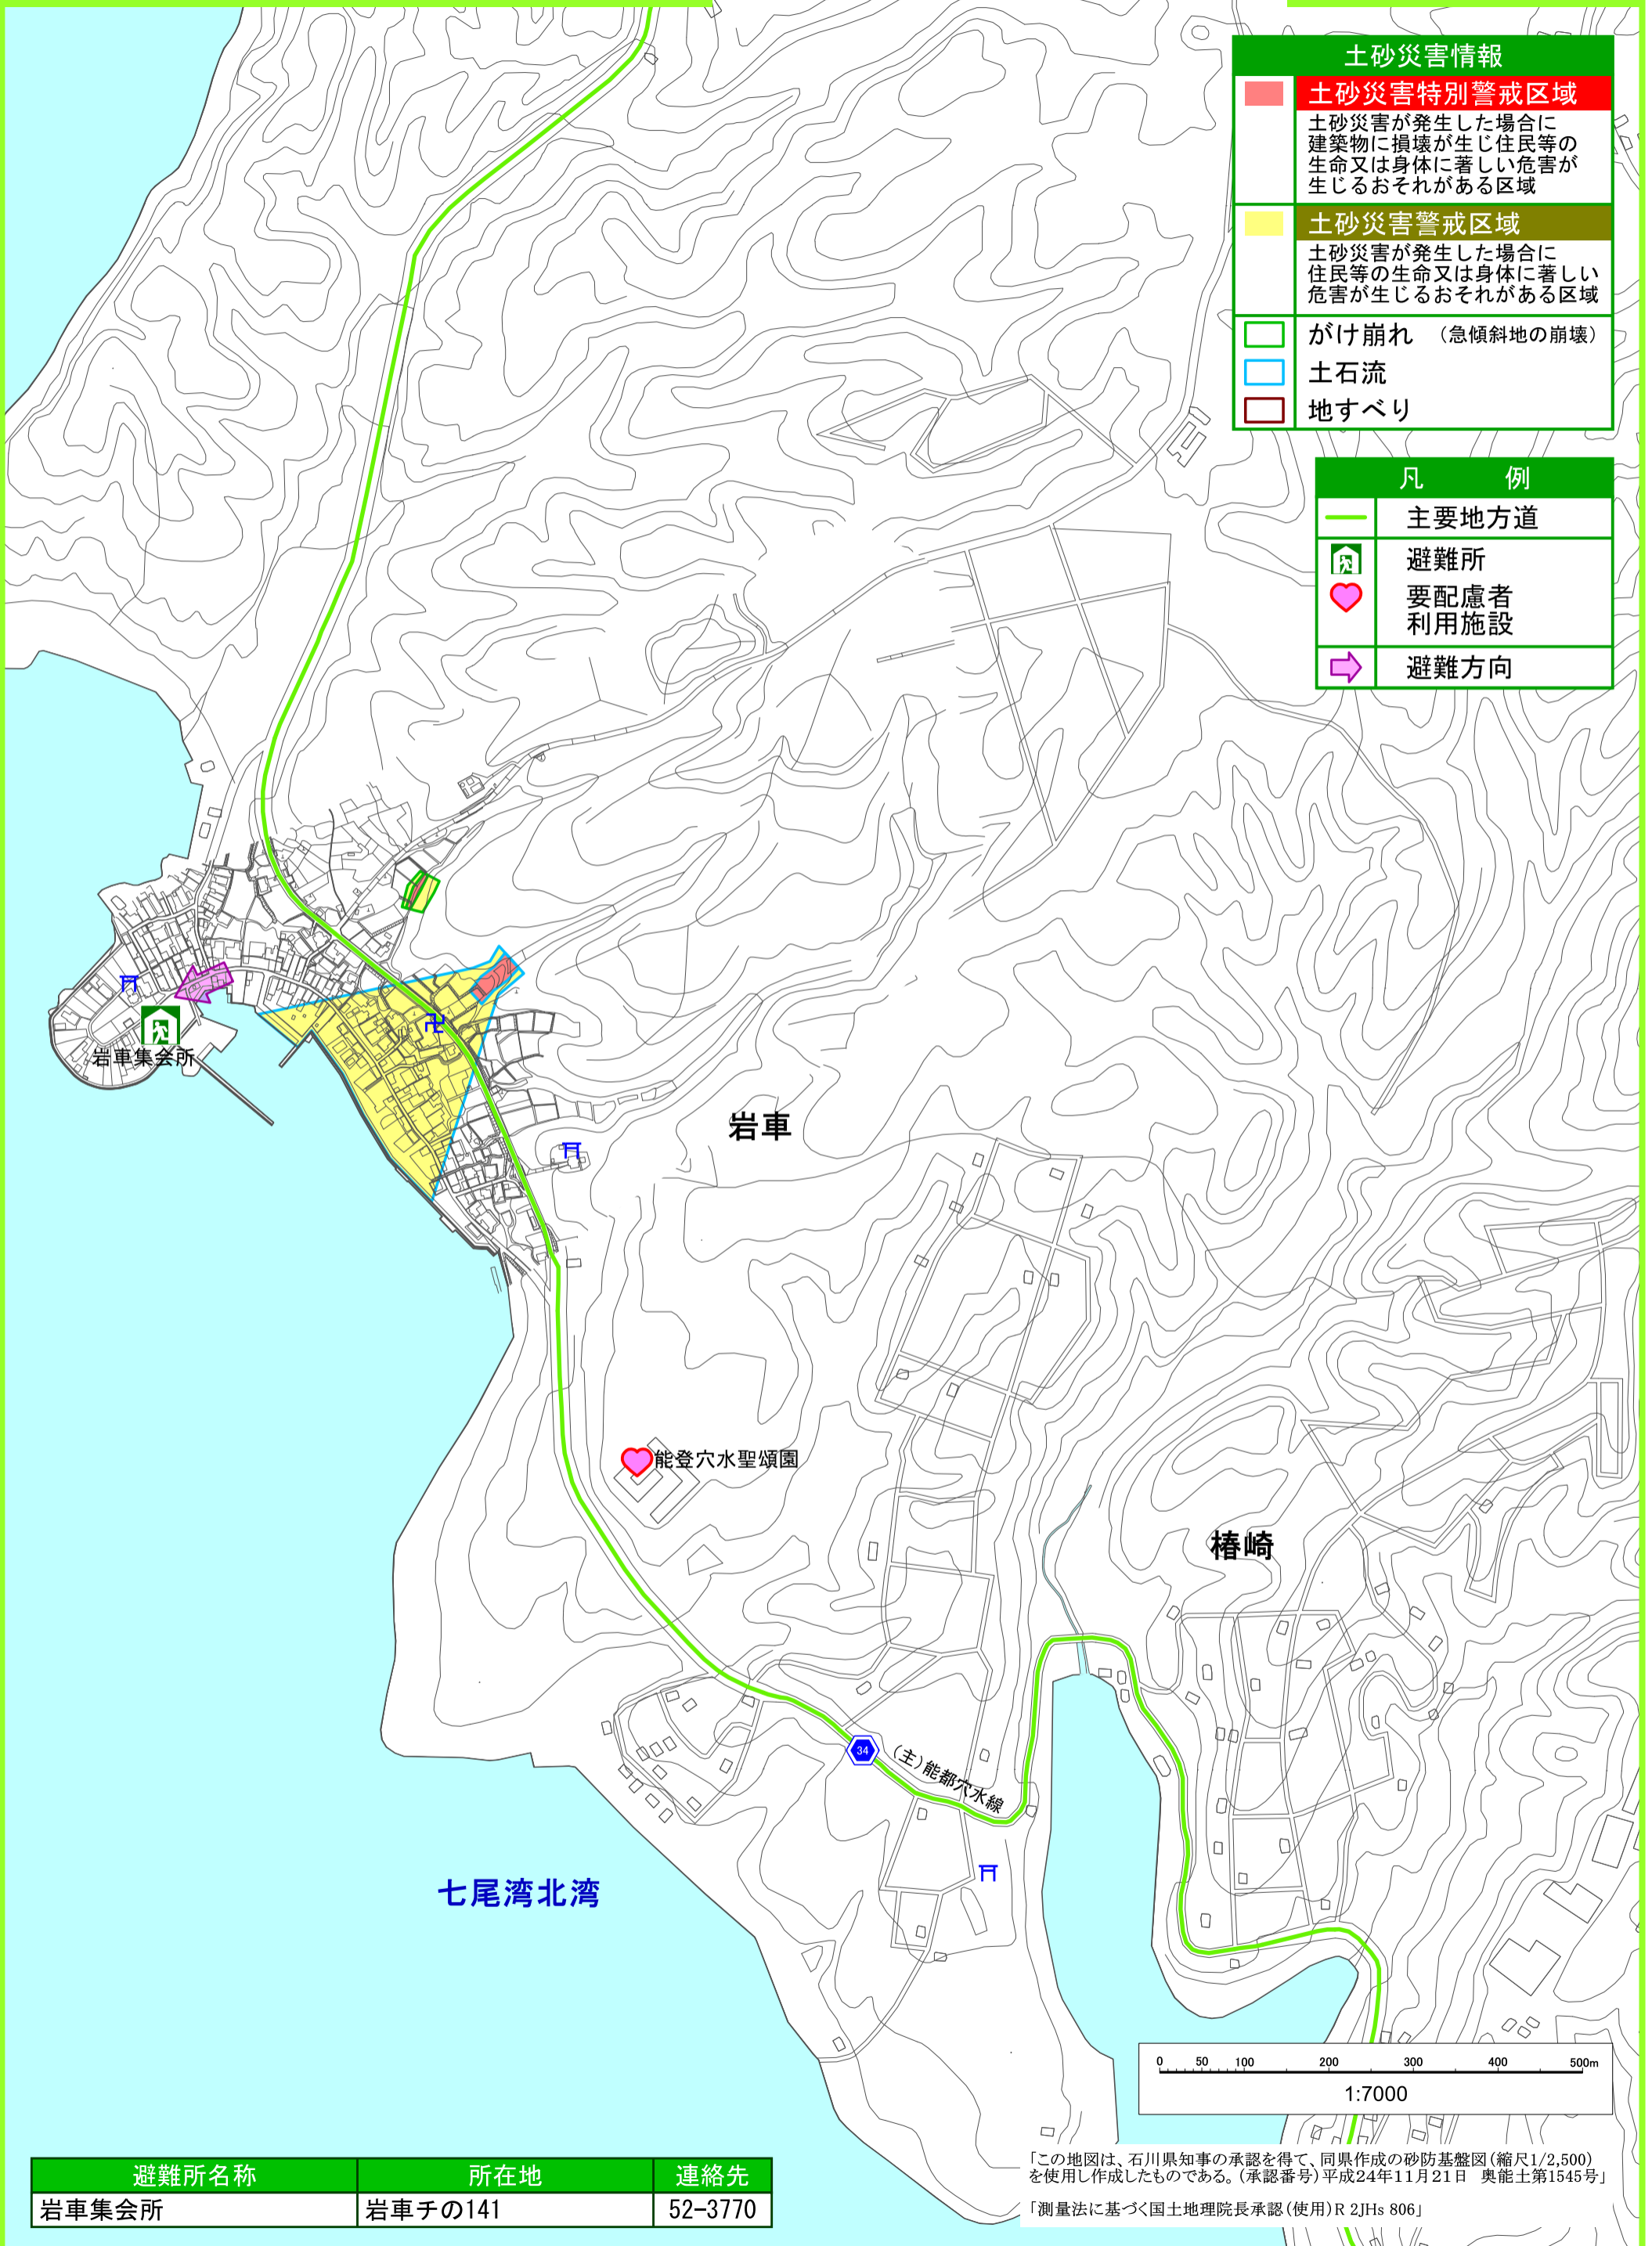 土砂災害情報
土砂災害特別警戒区域
土砂災害が発生した場合に
建築物に損壊が生じ住民等の
生命又は身体に著しい危害が
生じるおそれがある区域
土砂災害警戒区域
土砂災害が発生した場合に
住民等の生命又は身体に著しい
危害が生じるおそれがある区域
がけ崩れ (急傾斜地の崩壊)
土石流
地すべり
凡 例
主要地方道
避難所
要配慮者
利用施設
避難方向
岩車集会所
岩車
能登穴水聖頌園
椿崎
34
(主)能都穴水線
七尾湾北湾
0 50 100 200 300 400 500m
1:7000
「この地図は、石川県知事の承認を得て、同県作成の砂防基盤図(縮尺1/2,500)
を使用し作成したものである。(承認番号)平成24年11月21日 奥能土第1545号」
「測量法に基づく国土地理院長承認(使用)R 2JHs 806」
避難所名称 所在地 連絡先
岩車集会所 岩車チの141 52-3770